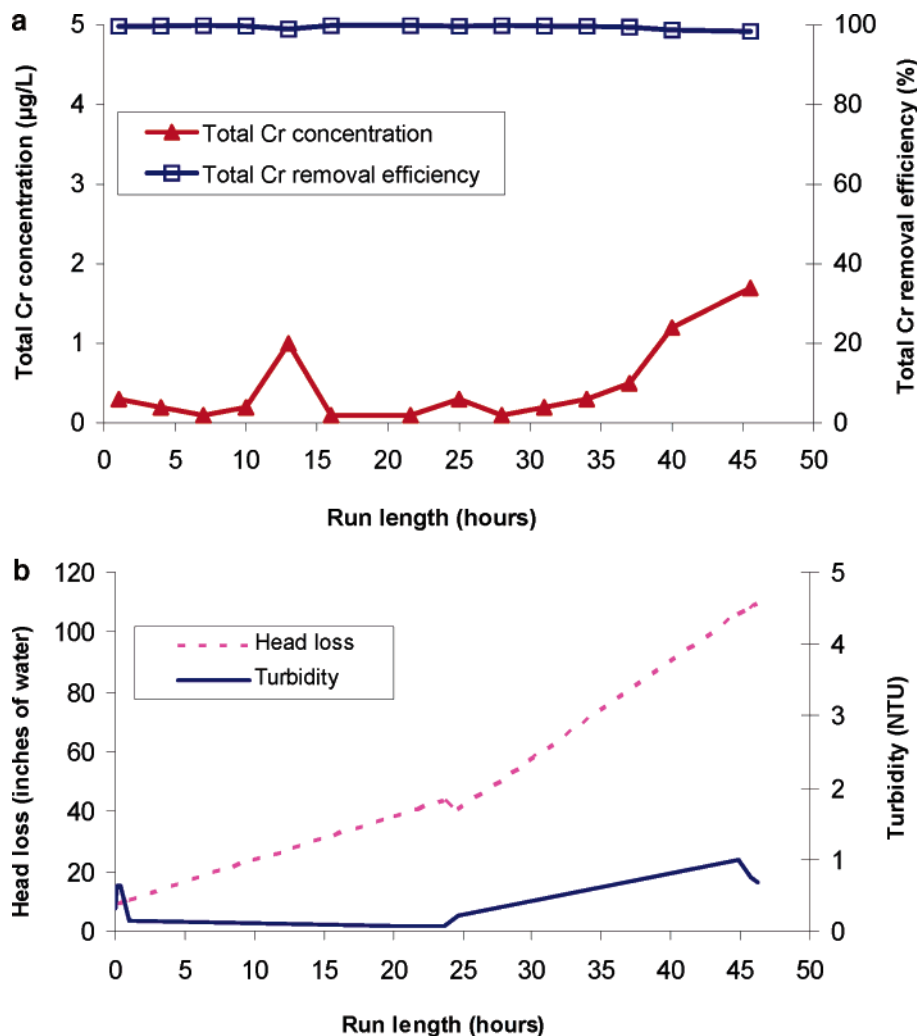 a
Total Cr concentration (µg/L)
5
4
3
2
1
0
Total Cr concentration
Total Cr removal efficiency
100
80
60
40
20
0
Total Cr removal efficiency (%)
0 5 10 15 20 25 30 35 40 45 50
Run length (hours)
b
Head loss (inches of water)
120
100
80
60
40
20
0
Head loss
Turbidity
5
4
3
2
1
0
Turbidity (NTU)
0 5 10 15 20 25 30 35 40 45 50
Run length (hours)